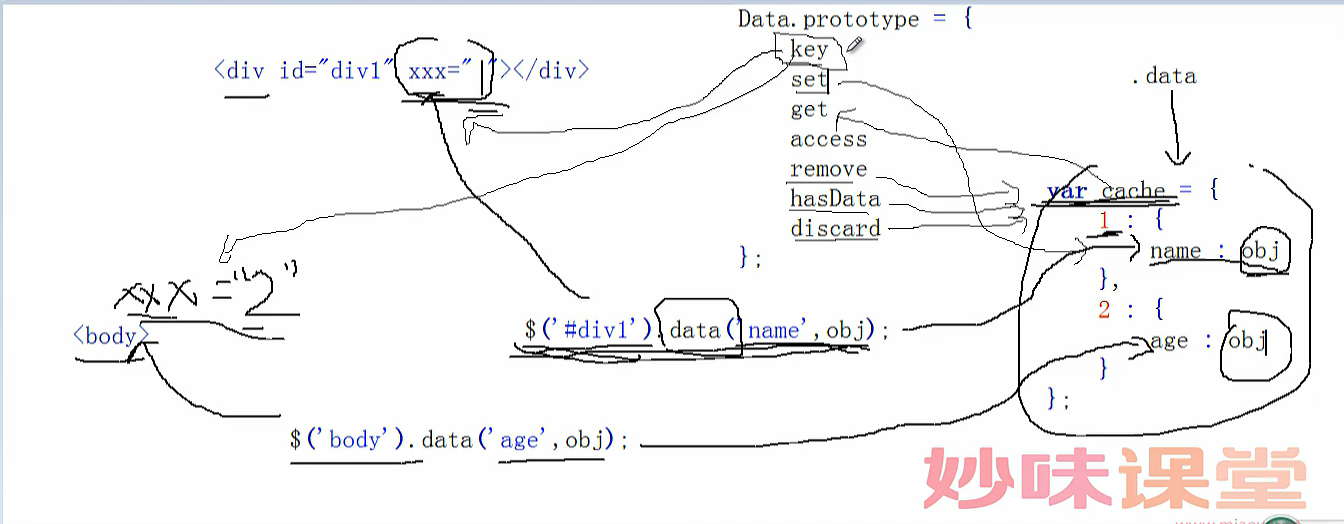 Data.prototype = {
key
set
get
access
remove
hasData
discard
};
<div id="div1" xxx=" "></div>
.data
var cache = {
1 : {
name : obj
},
2 : {
age : obj
}
};
xxx="2"
<body>
$('#div1').data('name',obj);
$('body').data('age',obj);
妙味课堂